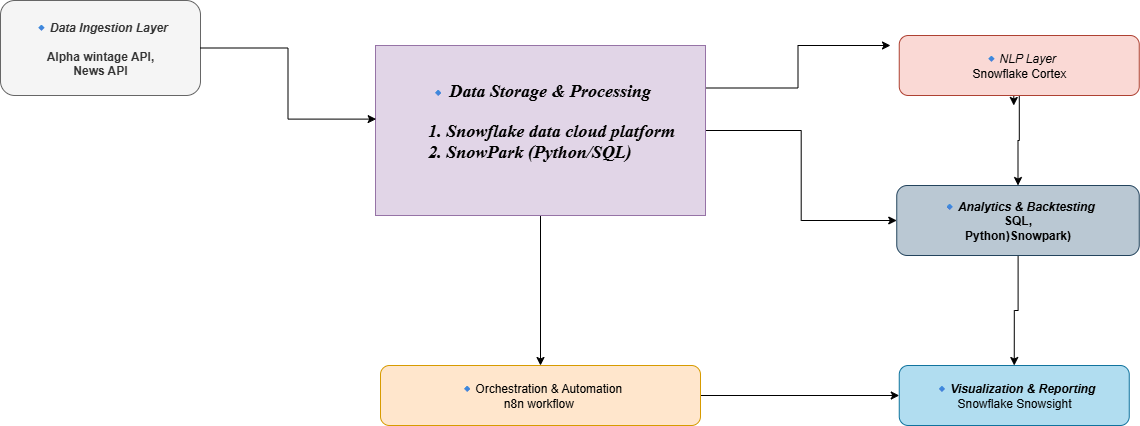 Data Ingestion Layer
Alpha wintage API,
News API
Data Storage & Processing
1. Snowflake data cloud platform
2. SnowPark (Python/SQL)
NLP Layer
Snowflake Cortex
Analytics & Backtesting
SQL,
Python)Snowpark)
Orchestration & Automation
n8n workflow
Visualization & Reporting
Snowflake Snowsight